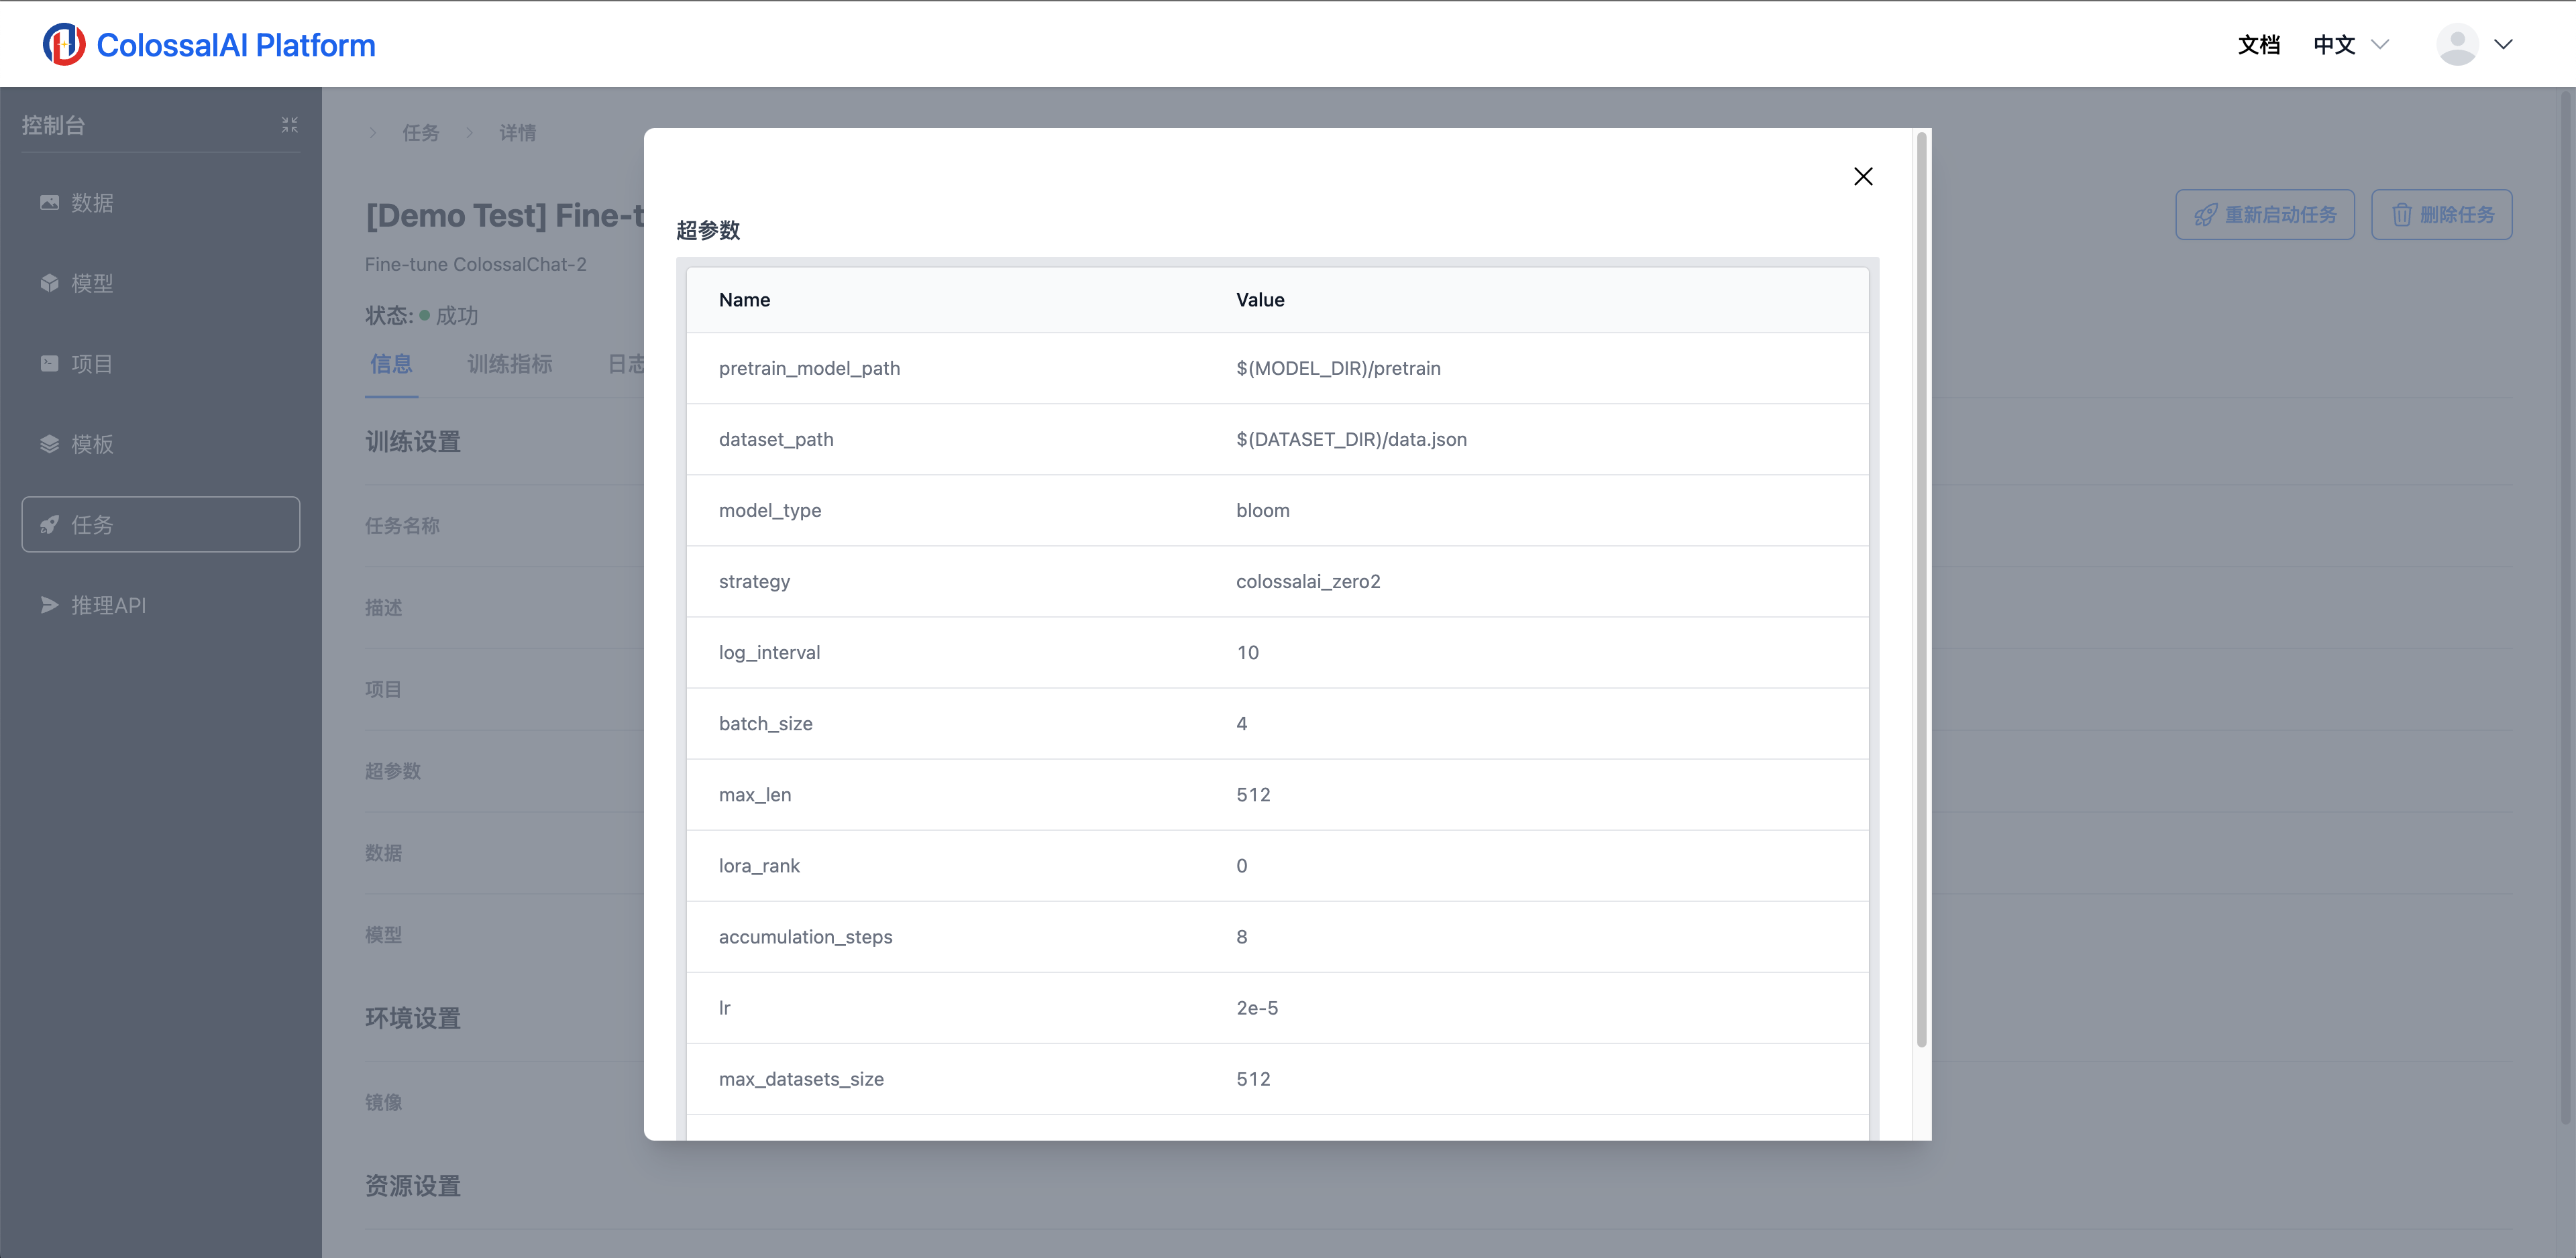 ColossalAI Platform
文档 中文
控制台
数据
模型
项目
模板
任务
推理API
任务 详情
[Demo Test] Fine-t
Fine-tune ColossalChat-2
状态: 成功
信息 训练指标 日志
重新启动任务 删除任务
训练设置
任务名称
描述
项目
超参数
数据
模型
环境设置
镜像
资源设置
超参数
Name Value
pretrain_model_path $(MODEL_DIR)/pretrain
dataset_path $(DATASET_DIR)/data.json
model_type bloom
strategy colossalai_zero2
log_interval 10
batch_size 4
max_len 512
lora_rank 0
accumulation_steps 8
lr 2e-5
max_datasets_size 512